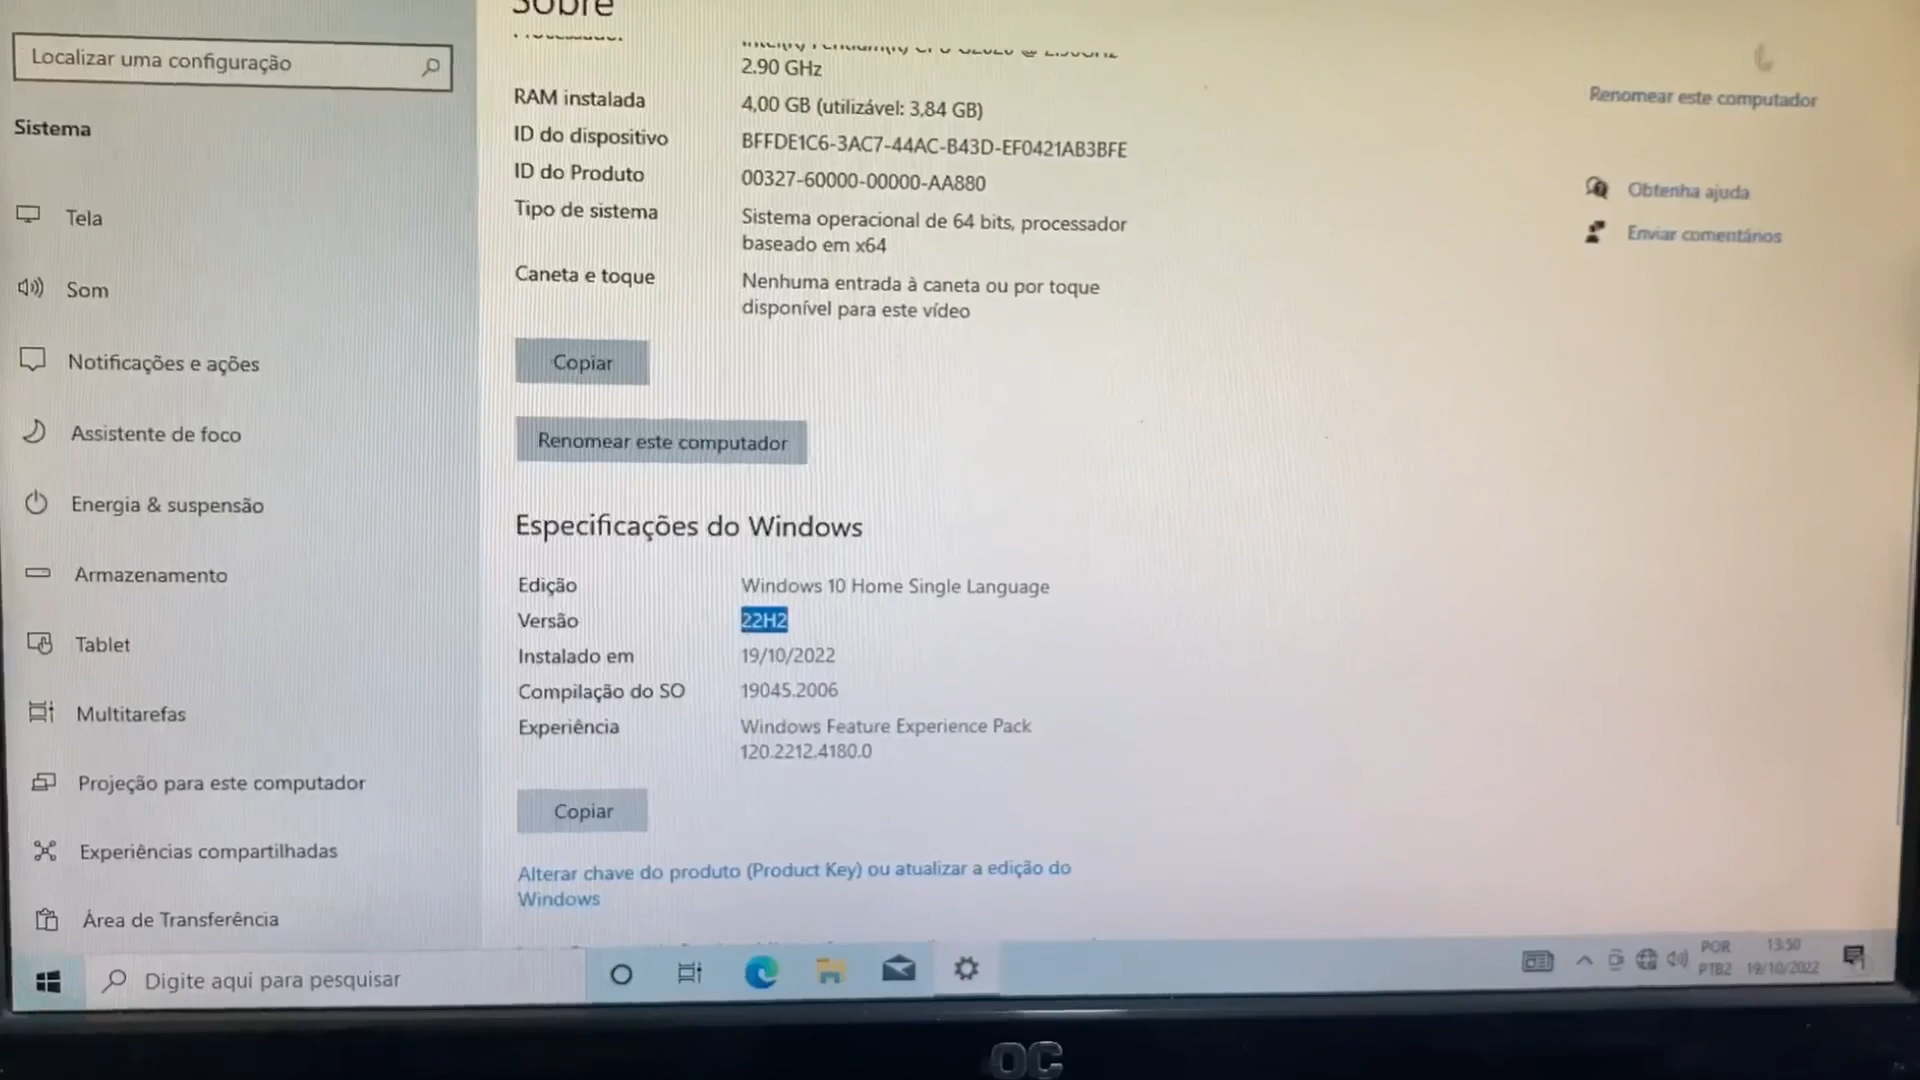 Sobre
Localizar uma configuração
Sistema
Tela
Som
Notificações e ações
Assistente de foco
Energia & suspensão
Armazenamento
Tablet
Multitarefas
Projeção para este computador
Experiências compartilhadas
Área de Transferência
2.90 GHz
RAM instalada
4,00 GB (utilizável: 3,84 GB)
ID do dispositivo
BFFDE1C6-3AC7-44AC-B43D-EF0421AB3BFE
ID do Produto
00327-60000-00000-AA880
Tipo de sistema
Sistema operacional de 64 bits, processador
baseado em x64
Caneta e toque
Nenhuma entrada à caneta ou por toque
disponível para este vídeo
Copiar
Renomear este computador
Especificações do Windows
Edição
Windows 10 Home Single Language
Versão
22H2
Instalado em
19/10/2022
Compilação do SO
19045.2006
Experiência
Windows Feature Experience Pack
120.2212.4180.0
Copiar
Alterar chave do produto (Product Key) ou atualizar a edição do
Windows
Renomear este computador
Obtenha ajuda
Enviar comentários
Digite aqui para pesquisar
POR
PTB2
13:50
19/10/2022
OC